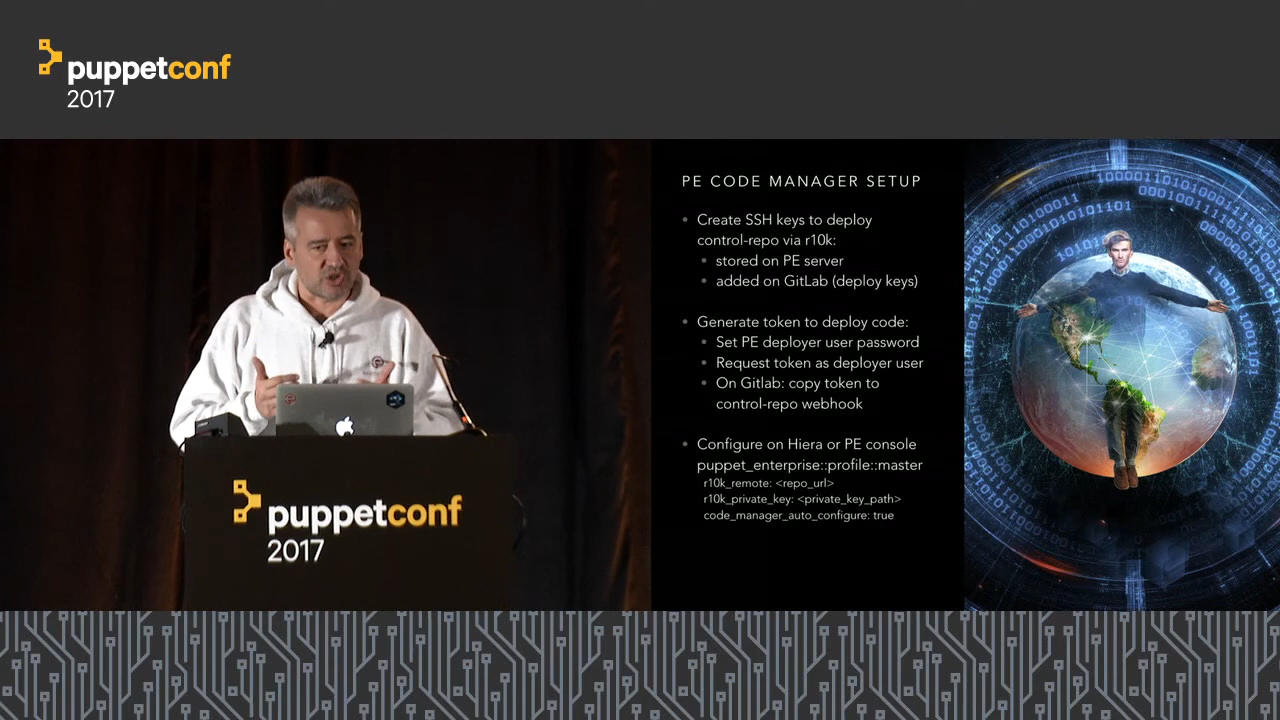 puppetconf
2017
PE CODE MANAGER SETUP
• Create SSH keys to deploy
control-repo via r10k:
• stored on PE server
• added on GitLab (deploy keys)
• Generate token to deploy code:
• Set PE deployer user password
• Request token as deployer user
• On Gitlab: copy token to
control-repo webhook
• Configure on Hiera or PE console
puppet_enterprise::profile::master
r10k_remote: <repo_url>
r10k_private_key: <private_key_path>
code_manager_auto_configure: true
puppetconf
2017